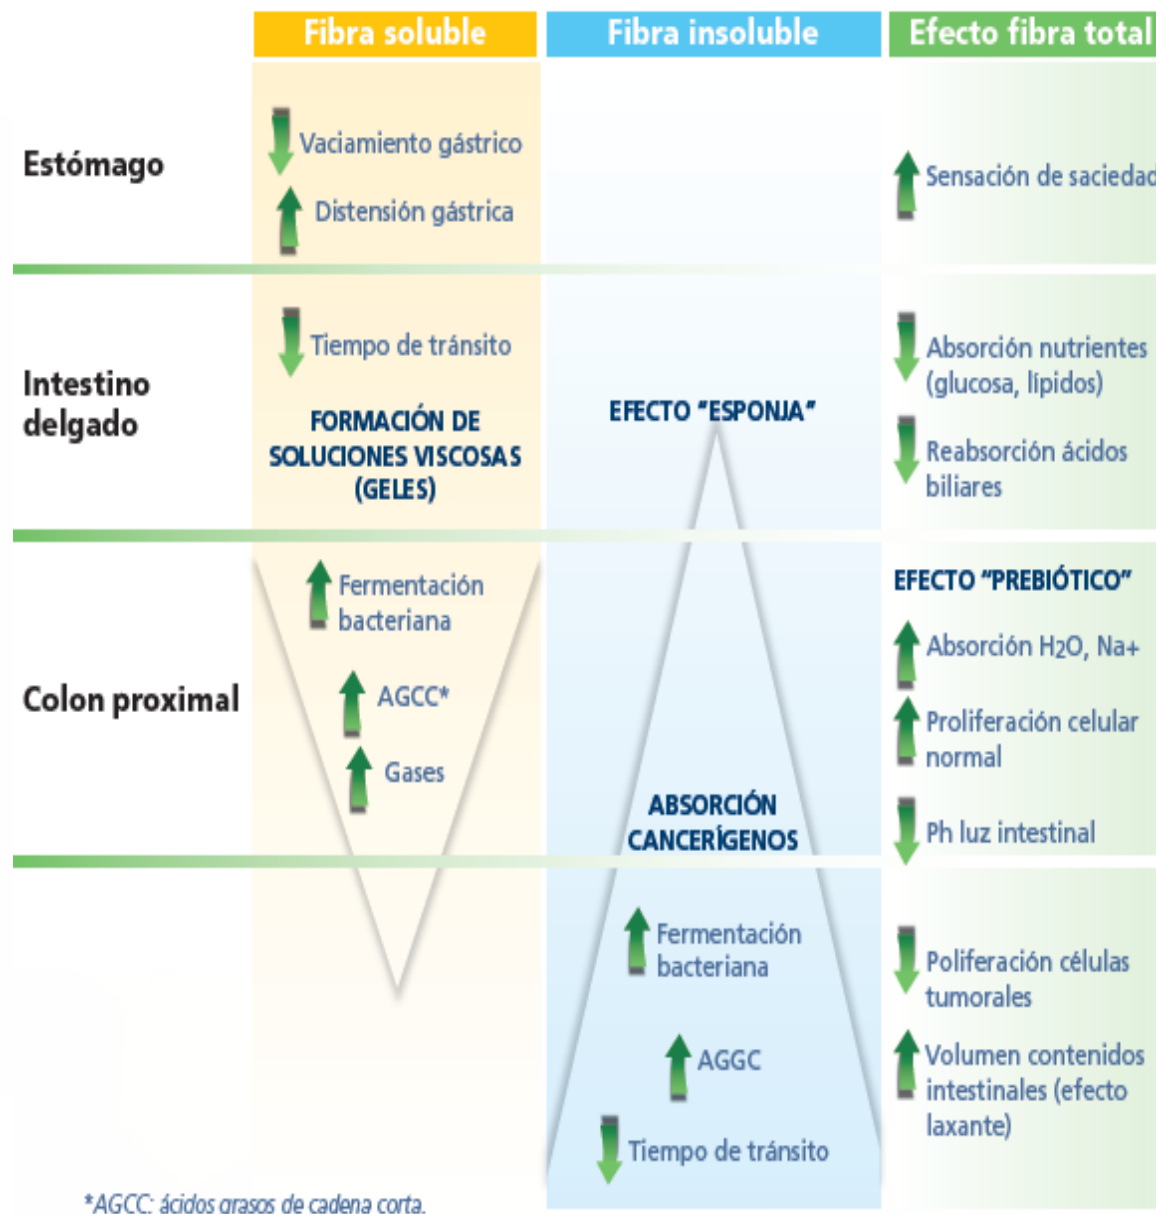 Fibra soluble
Fibra insoluble
Efecto fibra total
Estómago
Vaciamiento gástrico
Distensión gástrica
Sensación de saciedad
Intestino
delgado
Tiempo de tránsito
FORMACIÓN DE
SOLUCIONES VISCOSAS
(GELES)
EFECTO “ESPONJA”
Absorción nutrientes
(glucosa, lípidos)
Reabsorción ácidos
biliares
Colon proximal
Fermentación
bacteriana
AGCC*
Gases
ABSORCIÓN
CANCERÍGENOS
EFECTO “PREBIÓTICO”
Absorción H2O, Na+
Proliferación celular
normal
Ph luz intestinal
Fermentación
bacteriana
AGGC
Tiempo de tránsito
Poliferación células
tumorales
Volumen contenidos
intestinales (efecto
laxante)
*AGCC: ácidos grasos de cadena corta.